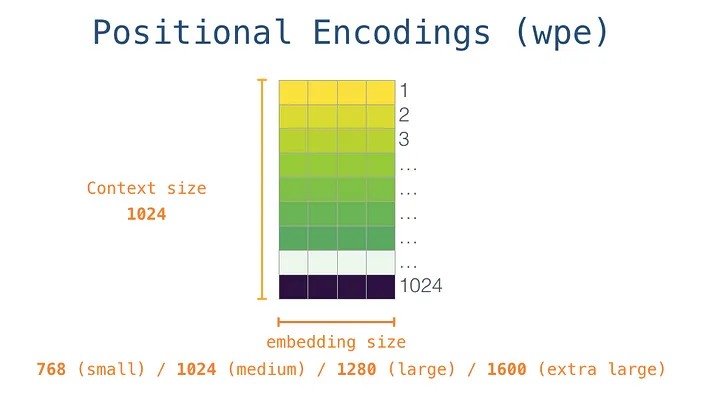 Positional Encodings (wpe)
1
2
3
...
...
Context size
1024
...
...
...
1024
embedding size
768 (small) / 1024 (medium) / 1280 (large) / 1600 (extra large)